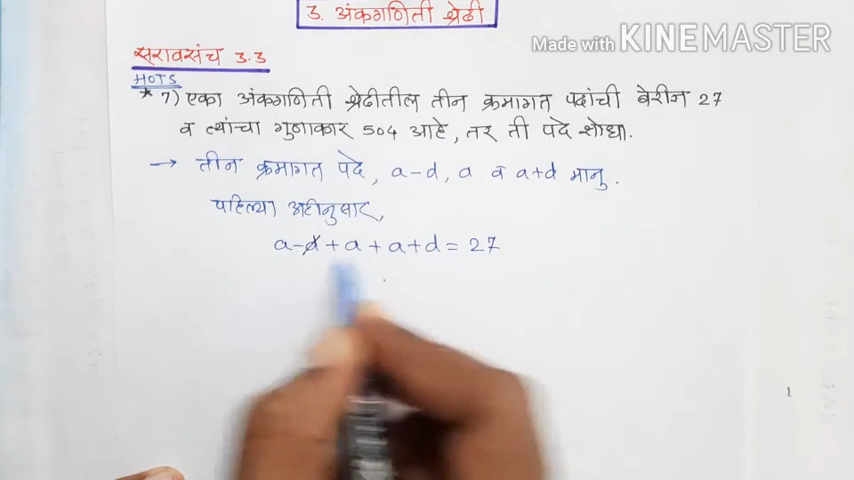 3. अंकगणिती श्रेढी
Made with KINEMASTER
सरावसंच 3.3
HOTS
* 7) एका अंकगणिती श्रेढीतील तीन क्रमागत पदांची बेरीज 27
व त्यांचा गुणाकार 504 आहे, तर ती पदे शोधा.
→ तीन क्रमागत पदे, a-d, a व a+d मानु.
पहिल्या अटीनुसार,
a-d + a + a+d = 27